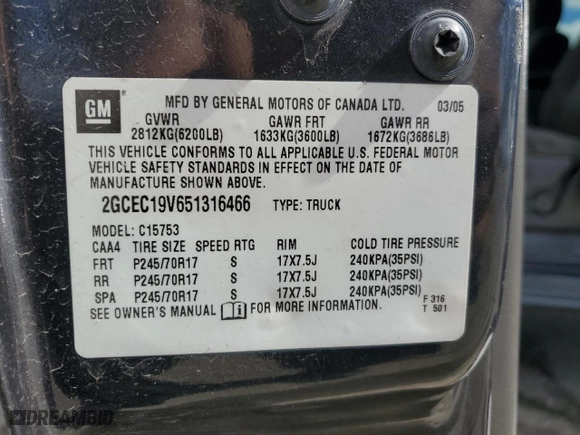 GM
MFD BY GENERAL MOTORS OF CANADA LTD. 03/05
GVWR GAWR FRT GAWR RR
2812KG(6200LB) 1633KG(3600LB) 1672KG(3686LB)
THIS VEHICLE CONFORMS TO ALL APPLICABLE U.S. FEDERAL MOTOR
VEHICLE SAFETY STANDARDS IN EFFECT ON THE DATE OF
MANUFACTURE SHOWN ABOVE.
2GCEC19V651316466 TYPE: TRUCK
MODEL: C15753
CAA4 TIRE SIZE SPEED RTG RIM COLD TIRE PRESSURE
FRT P245/70R17 S 17X7.5J 240KPA(35PSI)
RR P245/70R17 S 17X7.5J 240KPA(35PSI)
SPA P245/70R17 S 17X7.5J 240KPA(35PSI)
SEE OWNER'S MANUAL FOR MORE INFORMATION.
F 316
T 501
DREAMBID